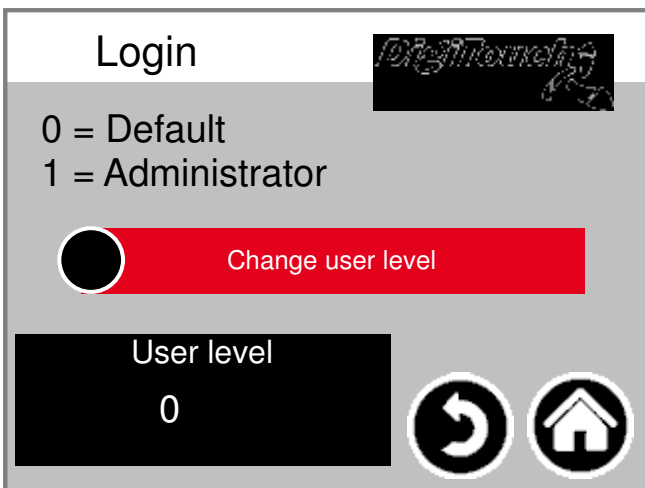 Login
DigiTouch
0 = Default
1 = Administrator
Change user level
User level
0